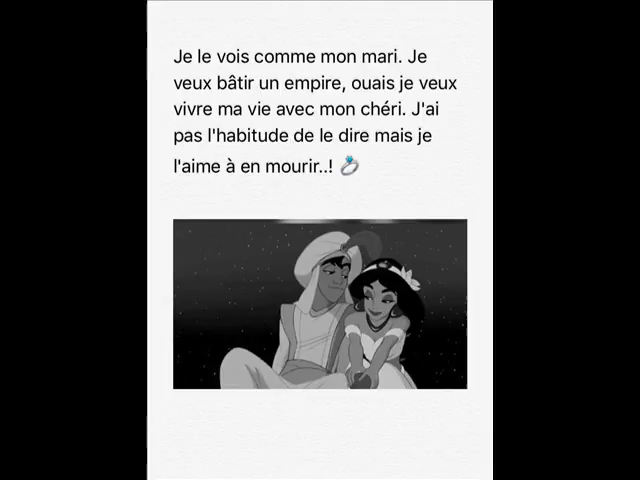 Je le vois comme mon mari. Je
veux bâtir un empire, ouais je veux
vivre ma vie avec mon chéri. J'ai
pas l'habitude de le dire mais je
l'aime à en mourir..! 💍